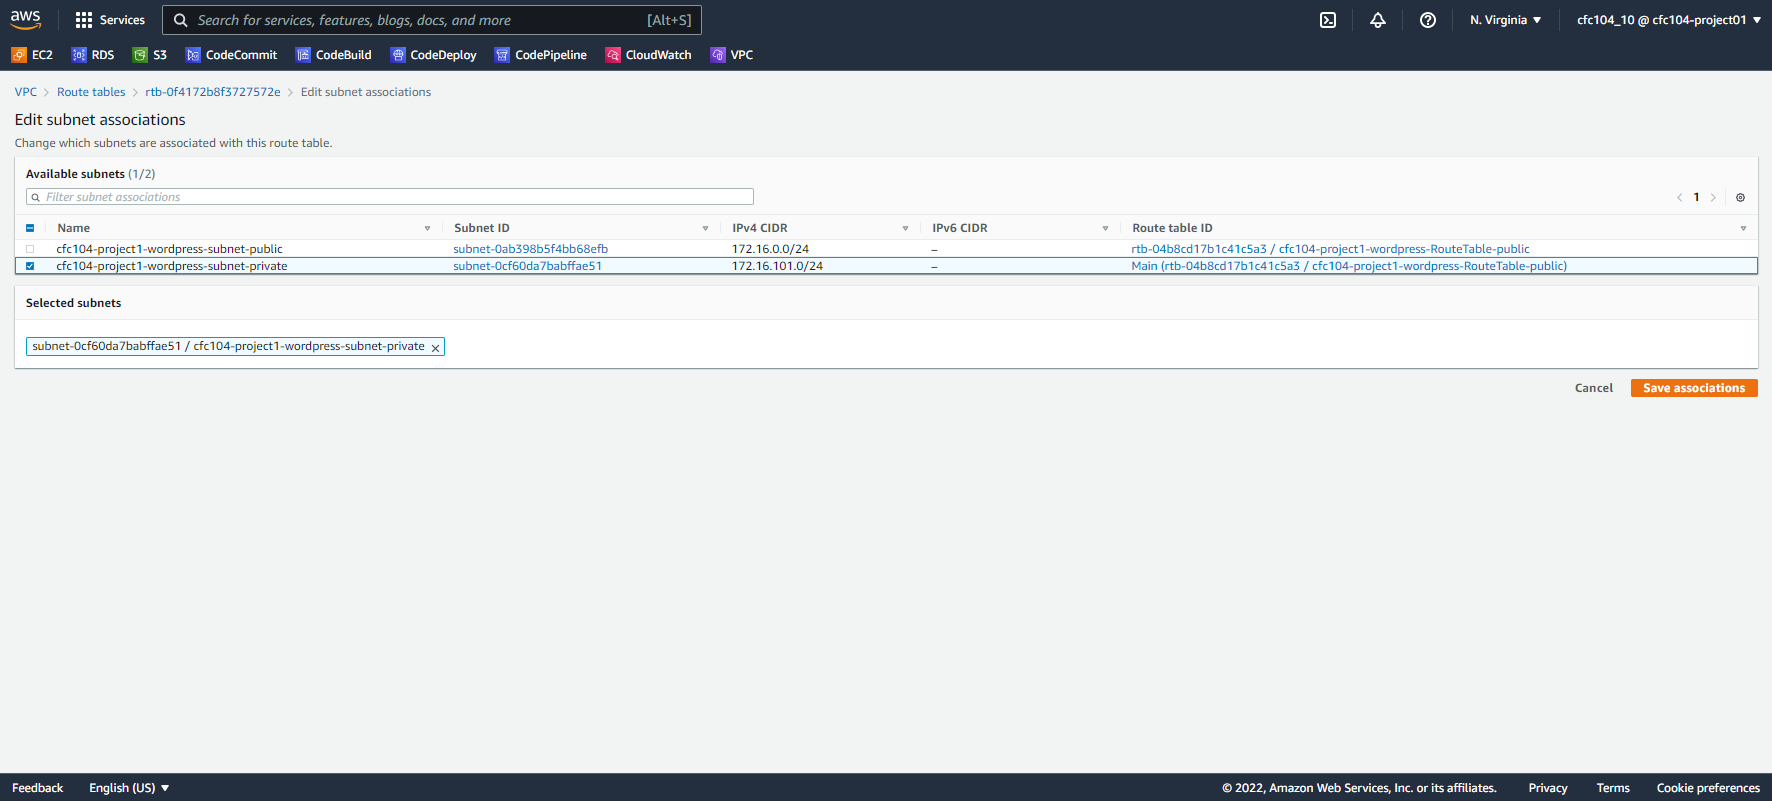 aws Services Search for services, features, blogs, docs, and more [Alt+S] N. Virginia ▼ cfc104_10 @ cfc104-project01 ▼
EC2 RDS S3 CodeCommit CodeBuild CodeDeploy CodePipeline CloudWatch VPC
VPC > Route tables > rtb-0f4172b8f3727572e > Edit subnet associations
Edit subnet associations
Change which subnets are associated with this route table.
Available subnets (1/2)
Filter subnet associations < 1 >
Name Subnet ID IPv4 CIDR IPv6 CIDR Route table ID
cfc104-project1-wordpress-subnet-public subnet-0ab398b5f4bb68efb 172.16.0.0/24 – rtb-04b8cd17b1c41c5a3 / cfc104-project1-wordpress-RouteTable-public
cfc104-project1-wordpress-subnet-private subnet-0cf60da7babffae51 172.16.101.0/24 – Main (rtb-04b8cd17b1c41c5a3 / cfc104-project1-wordpress-RouteTable-public)
Selected subnets
subnet-0cf60da7babffae51 / cfc104-project1-wordpress-subnet-private ×
Cancel Save associations
Feedback English (US) ▼ © 2022, Amazon Web Services, Inc. or its affiliates. Privacy Terms Cookie preferences